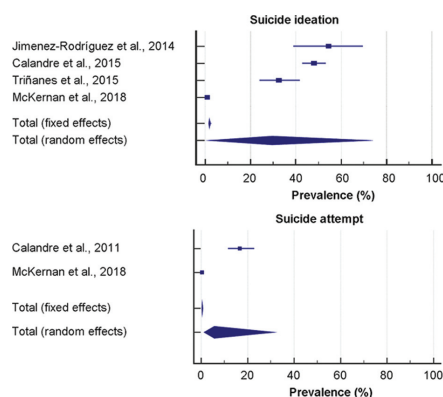 Suicide ideation
Jimenez-Rodríguez et al., 2014
Calandre et al., 2015
Triñanes et al., 2015
McKernan et al., 2018
Total (fixed effects)
Total (random effects)
0 20 40 60 80 100
Prevalence (%)
Suicide attempt
Calandre et al., 2011
McKernan et al., 2018
Total (fixed effects)
Total (random effects)
0 20 40 60 80 100
Prevalence (%)